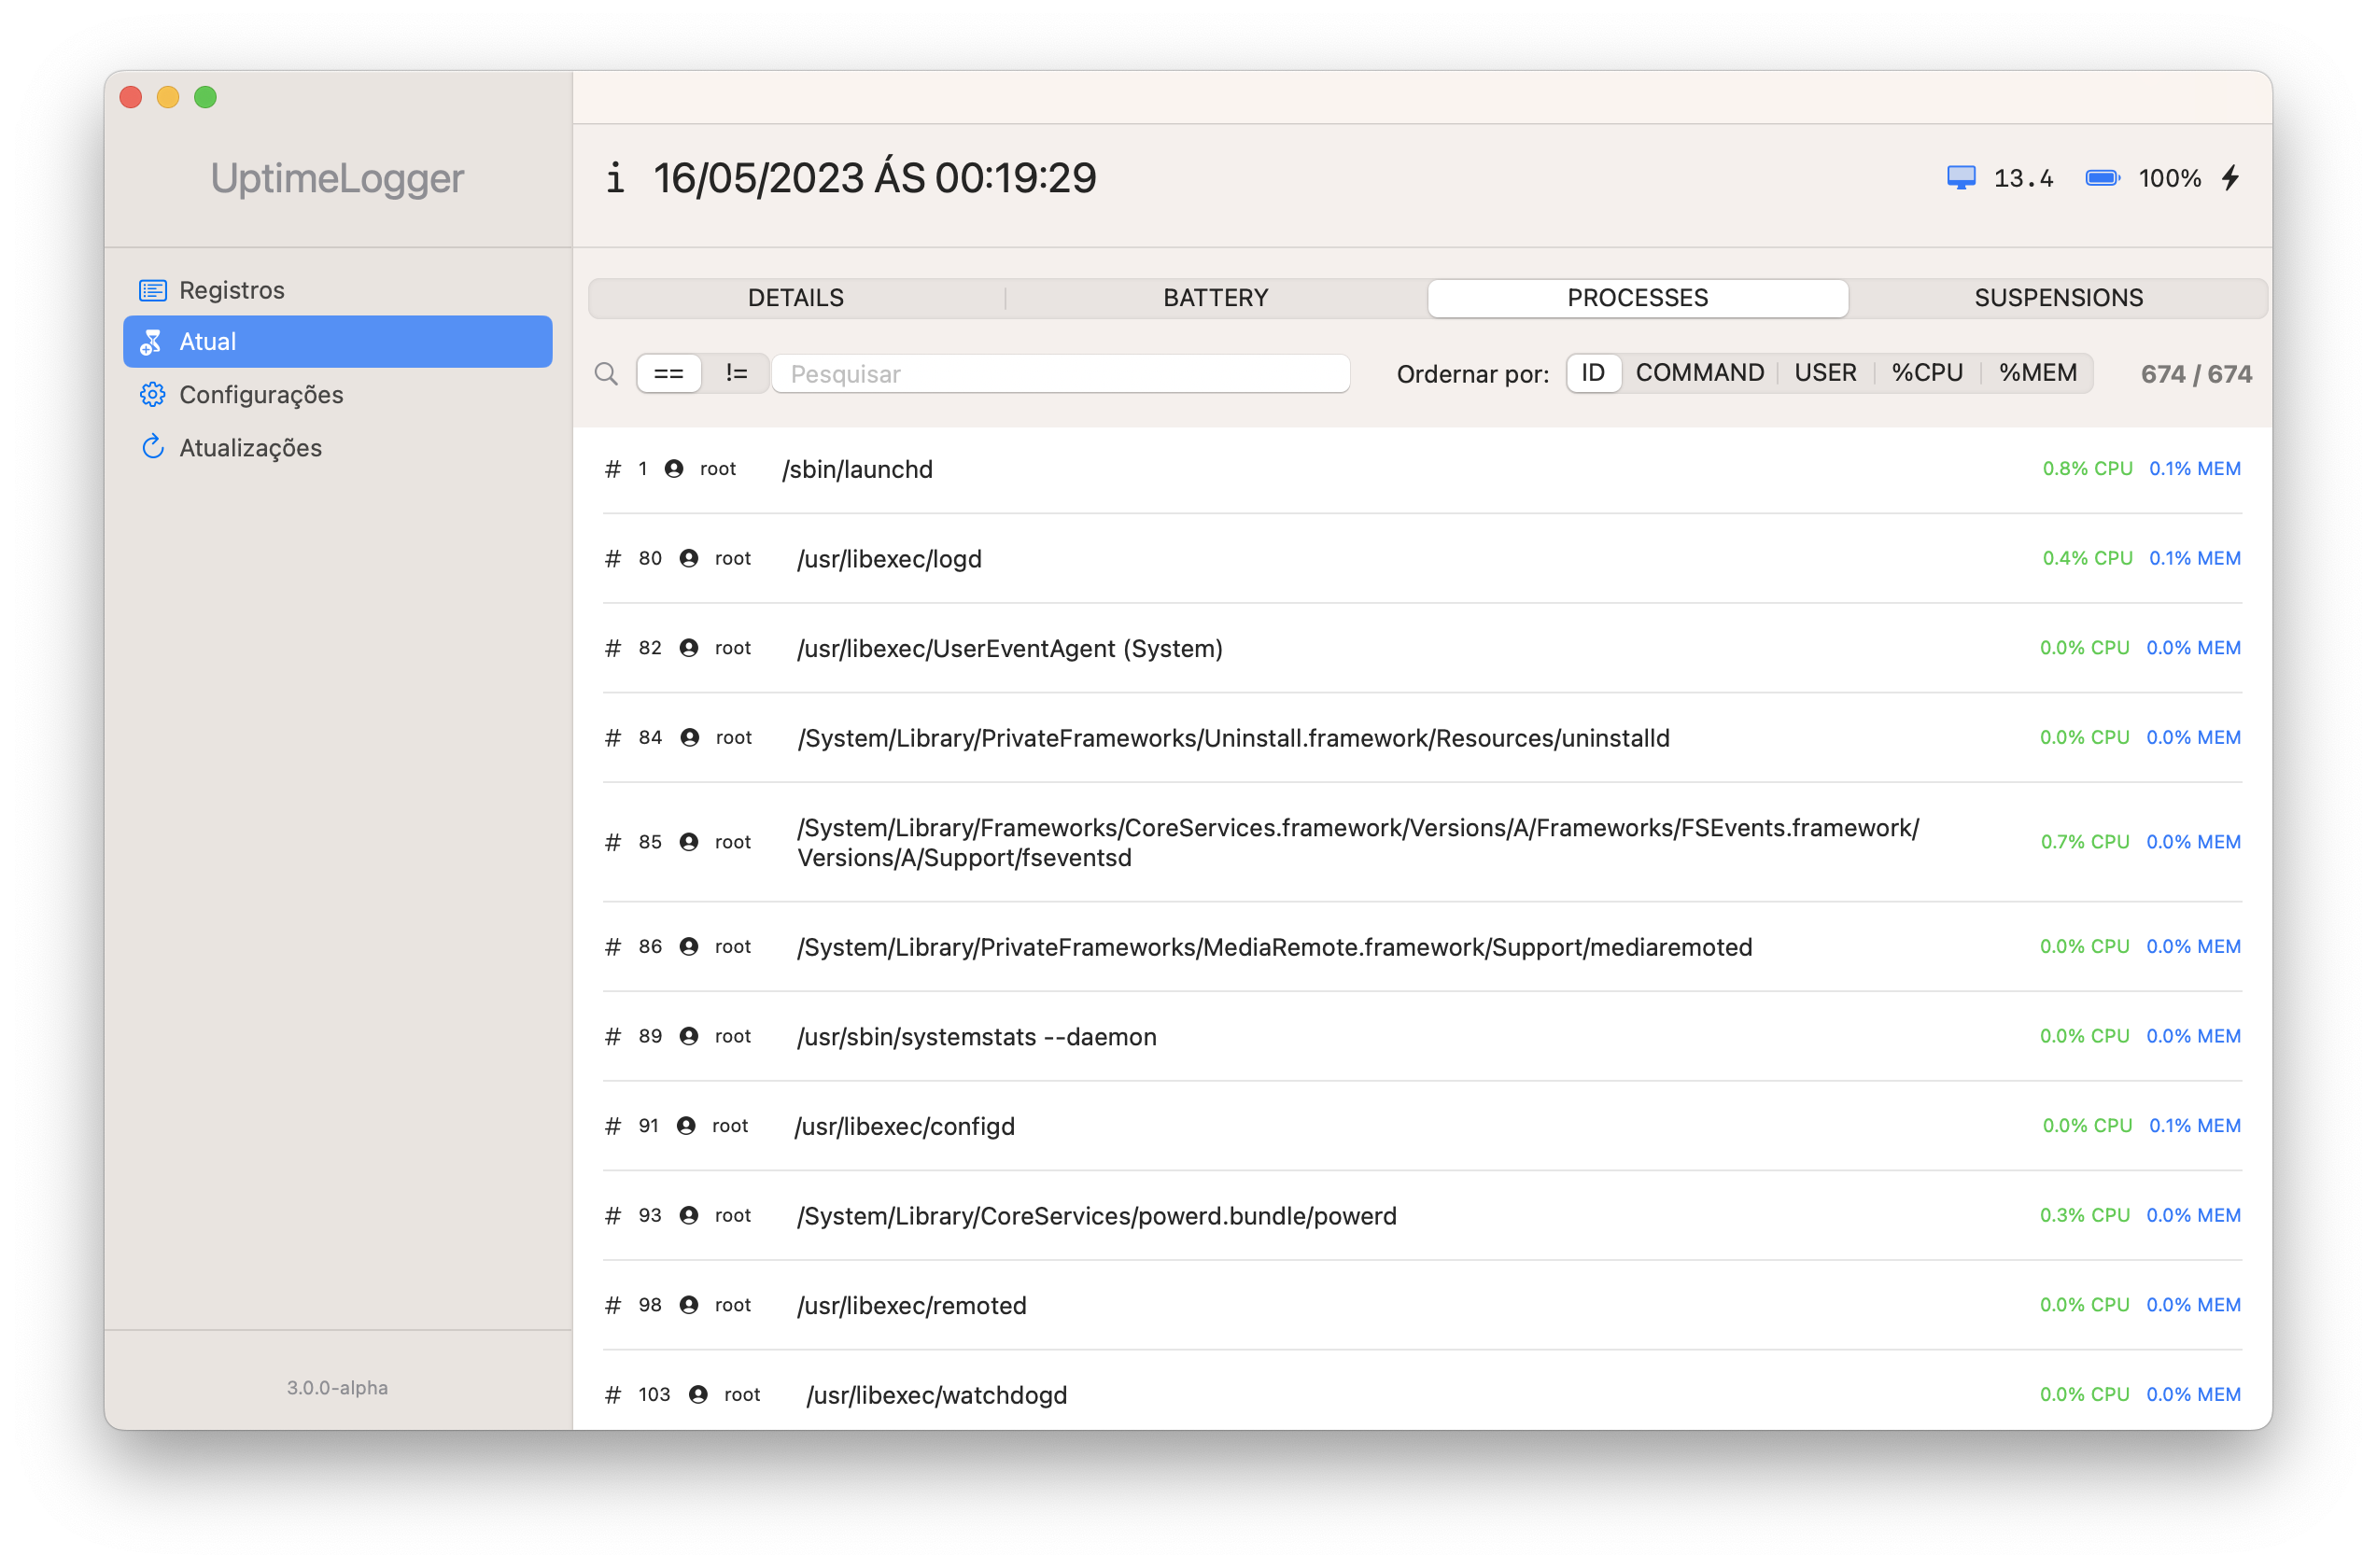 UptimeLogger
Registros
Atual
Configurações
Atualizações
3.0.0-alpha
i 16/05/2023 ÁS 00:19:29
13.4 100%
DETAILS BATTERY PROCESSES SUSPENSIONS
== != Pesquisar Ordernar por: ID COMMAND USER %CPU %MEM 674 / 674
# 1 root /sbin/launchd 0.8% CPU 0.1% MEM
# 80 root /usr/libexec/logd 0.4% CPU 0.1% MEM
# 82 root /usr/libexec/UserEventAgent (System) 0.0% CPU 0.0% MEM
# 84 root /System/Library/PrivateFrameworks/Uninstall.framework/Resources/uninstalld 0.0% CPU 0.0% MEM
# 85 root /System/Library/Frameworks/CoreServices.framework/Versions/A/Frameworks/FSEvents.framework/
Versions/A/Support/fseventsd 0.7% CPU 0.0% MEM
# 86 root /System/Library/PrivateFrameworks/MediaRemote.framework/Support/mediaremoted 0.0% CPU 0.0% MEM
# 89 root /usr/sbin/systemstats --daemon 0.0% CPU 0.0% MEM
# 91 root /usr/libexec/configd 0.0% CPU 0.1% MEM
# 93 root /System/Library/CoreServices/powerd.bundle/powerd 0.3% CPU 0.0% MEM
# 98 root /usr/libexec/remoted 0.0% CPU 0.0% MEM
# 103 root /usr/libexec/watchdogd 0.0% CPU 0.0% MEM